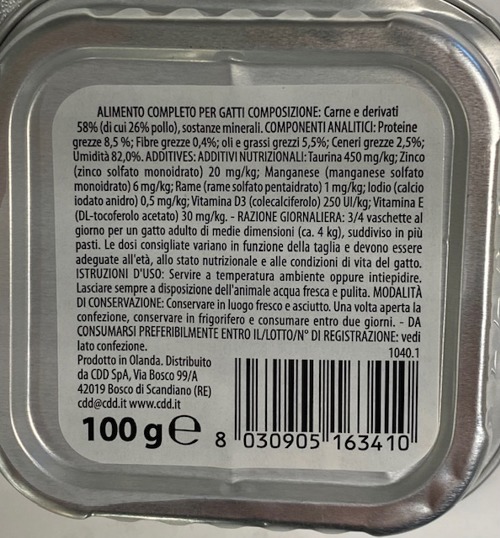 ALIMENTO COMPLETO PER GATTI COMPOSIZIONE: Carne e derivati
58% (di cui 26% pollo), sostanze minerali. COMPONENTI ANALITICI: Proteine
grezze 8,5 %; Fibre grezze 0,4%; oli e grassi grezzi 5,5%; Ceneri grezze 2,5%;
Umidità 82,0%. ADDITIVES: ADDITIVI NUTRIZIONALI: Taurina 450 mg/kg; Zinco
(zinco solfato monoidrato) 20 mg/kg; Manganese (manganese solfato
monoidrato) 6 mg/kg; Rame (rame solfato pentaidrato) 1 mg/kg; Iodio (calcio
iodato anidro) 0,5 mg/kg; Vitamina D3 (colecalciferolo) 250 UI/kg; Vitamina E
(DL-tocoferolo acetato) 30 mg/kg. - RAZIONE GIORNALIERA: 3/4 vaschette al
giorno per un gatto adulto di medie dimensioni (ca. 4 kg), suddiviso in più
pasti. Le dosi consigliate variano in funzione della taglia e devono essere
adeguate all'età, allo stato nutrizionale e alle condizioni di vita del gatto.
ISTRUZIONI D'USO: Servire a temperatura ambiente oppure intiepidire.
Lasciare sempre a disposizione dell'animale acqua fresca e pulita. MODALITÀ
DI CONSERVAZIONE: Conservare in luogo fresco e asciutto. Una volta aperta la
confezione, conservare in frigorifero e consumare entro due giorni. - DA
CONSUMARSI PREFERIBILMENTE ENTRO IL/LOTTO/N° DI REGISTRAZIONE: vedi
lato confezione.
1040.1
Prodotto in Olanda. Distribuito
da CDD SpA, Via Bosco 99/A
42019 Bosco di Scandiano (RE)
cdd@cdd.it www.cdd.it
100 g e
8 030905 163410